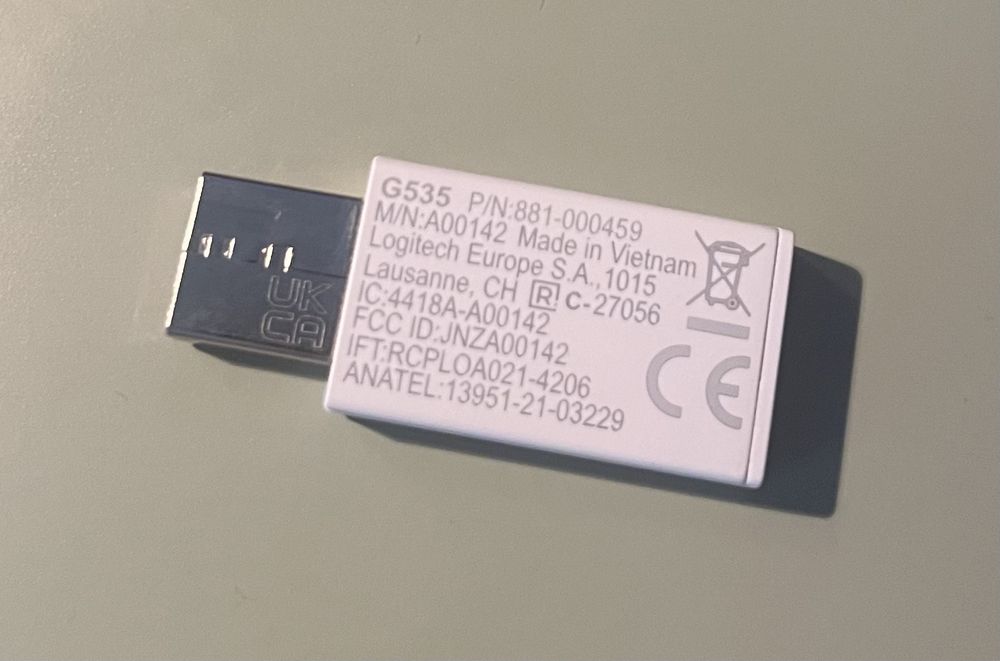 G535 P/N:881-000459
M/N:A00142 Made in Vietnam
Logitech Europe S.A.,1015
Lausanne, CH R C-27056
IC:4418A-A00142
FCC ID:JNZA00142
IFT:RCPLOA021-4206
ANATEL:13951-21-03229
CE
UK
CA